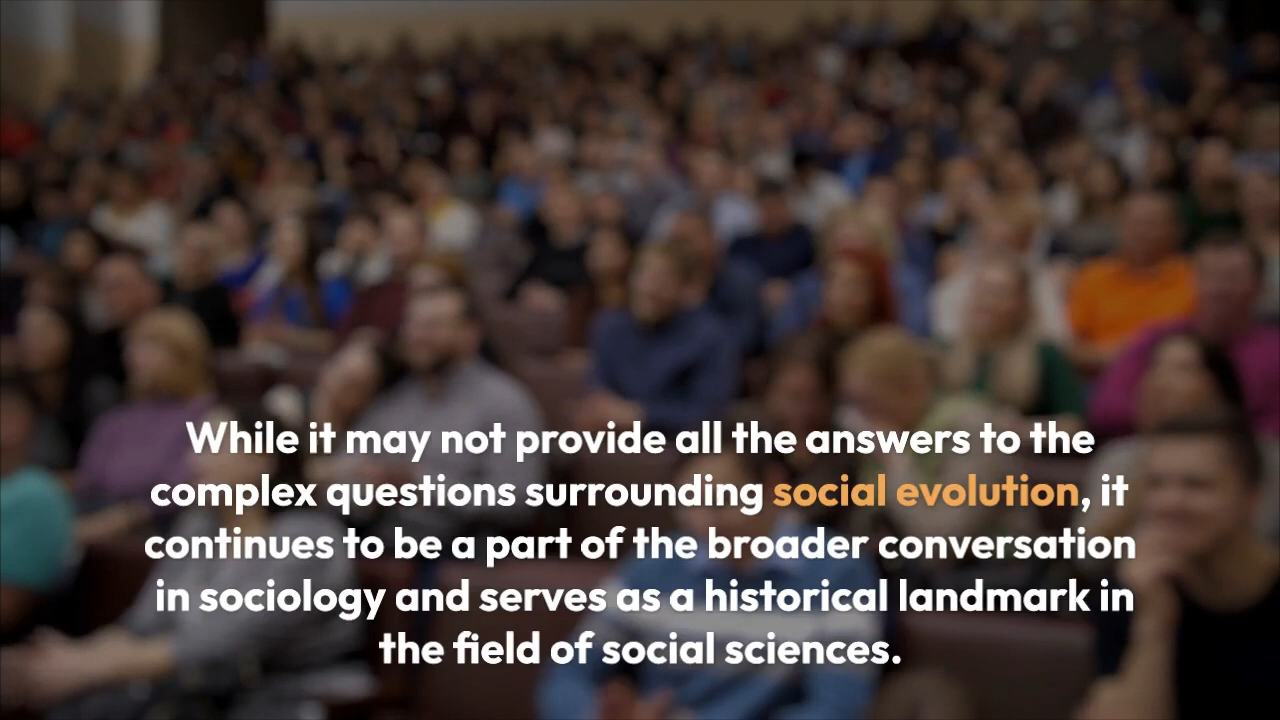 While it may not provide all the answers to the
complex questions surrounding social evolution, it
continues to be a part of the broader conversation
in sociology and serves as a historical landmark in
the field of social sciences.